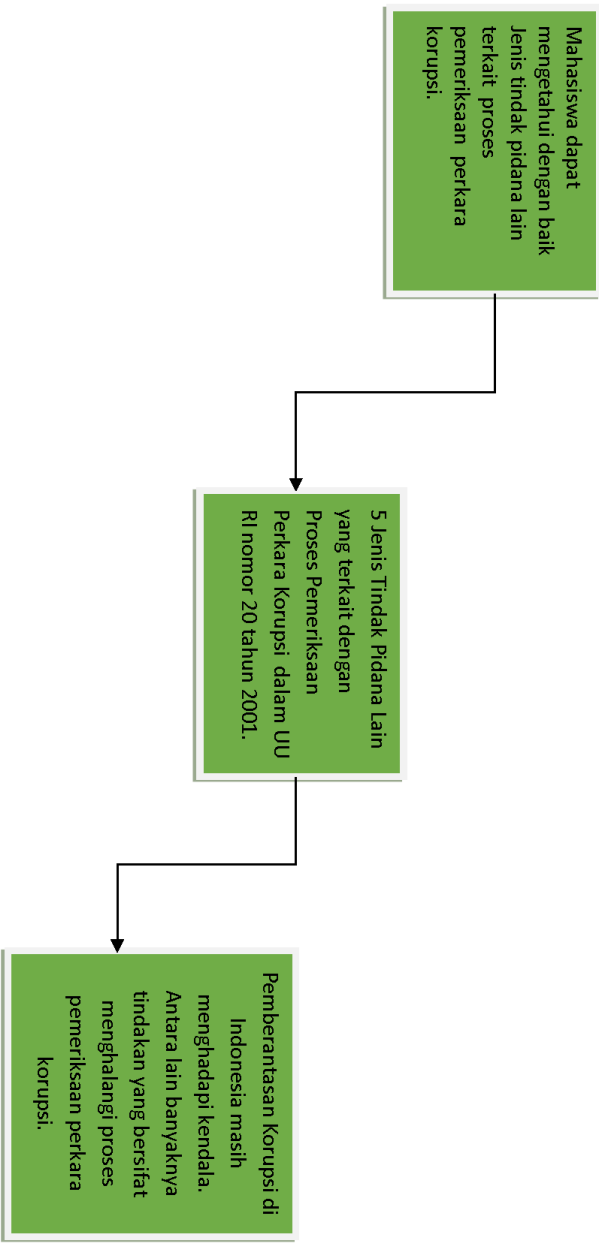 Mahasiswa dapat
mengetahui dengan baik
Jenis tindak pidana lain
terkait proses
pemeriksaan perkara
korupsi.
5 Jenis Tindak Pidana Lain
yang terkait dengan
Proses Pemeriksaan
Perkara Korupsi dalam UU
RI nomor 20 tahun 2001.
Pemberantasan Korupsi di
Indonesia masih
menghadapi kendala.
Antara lain banyaknya
tindakan yang bersifat
menghalangi proses
pemeriksaan perkara
korupsi.